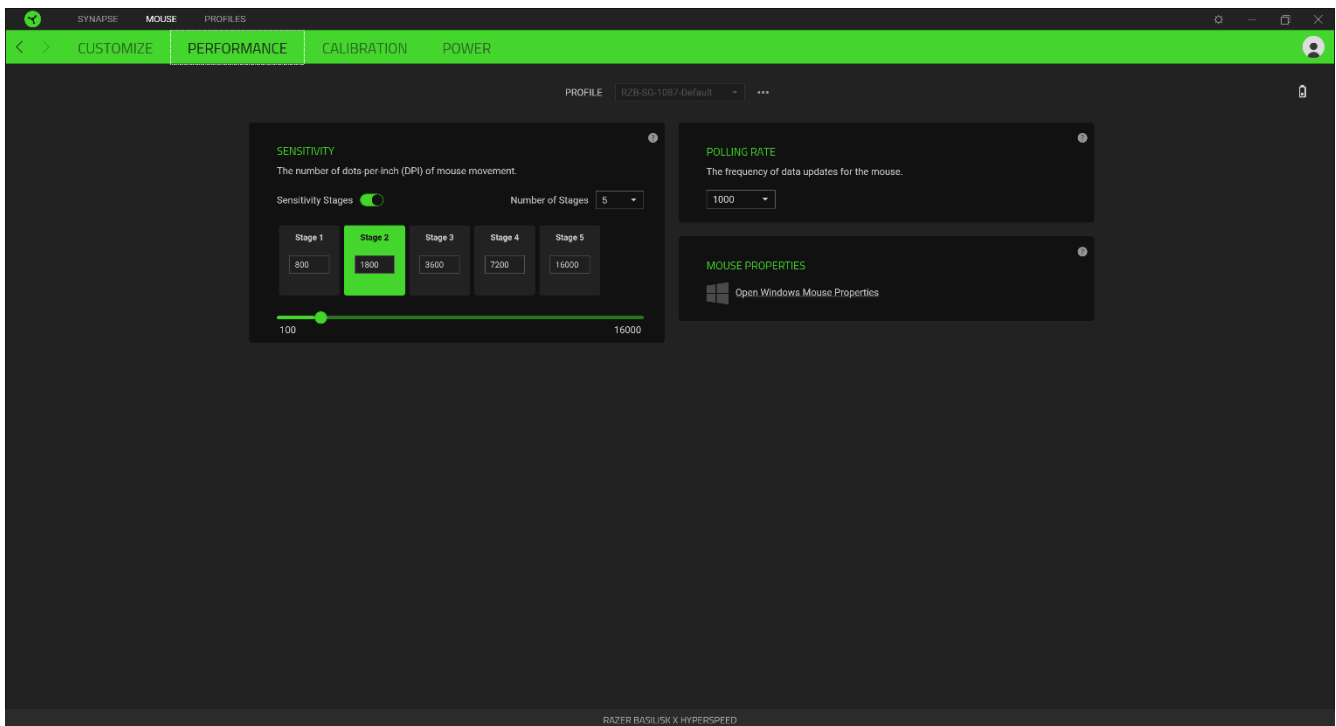 SYNAPSE MOUSE PROFILES
CUSTOMIZE PERFORMANCE CALIBRATION POWER
PROFILE RZB-SG-1087-Default
SENSITIVITY
The number of dots-per-inch (DPI) of mouse movement.
Sensitivity Stages Number of Stages 5
Stage 1 Stage 2 Stage 3 Stage 4 Stage 5
800 1800 3600 7200 16000
100 16000
POLLING RATE
The frequency of data updates for the mouse.
1000
MOUSE PROPERTIES
Open Windows Mouse Properties
RAZER BASILISK X HYPERSPEED